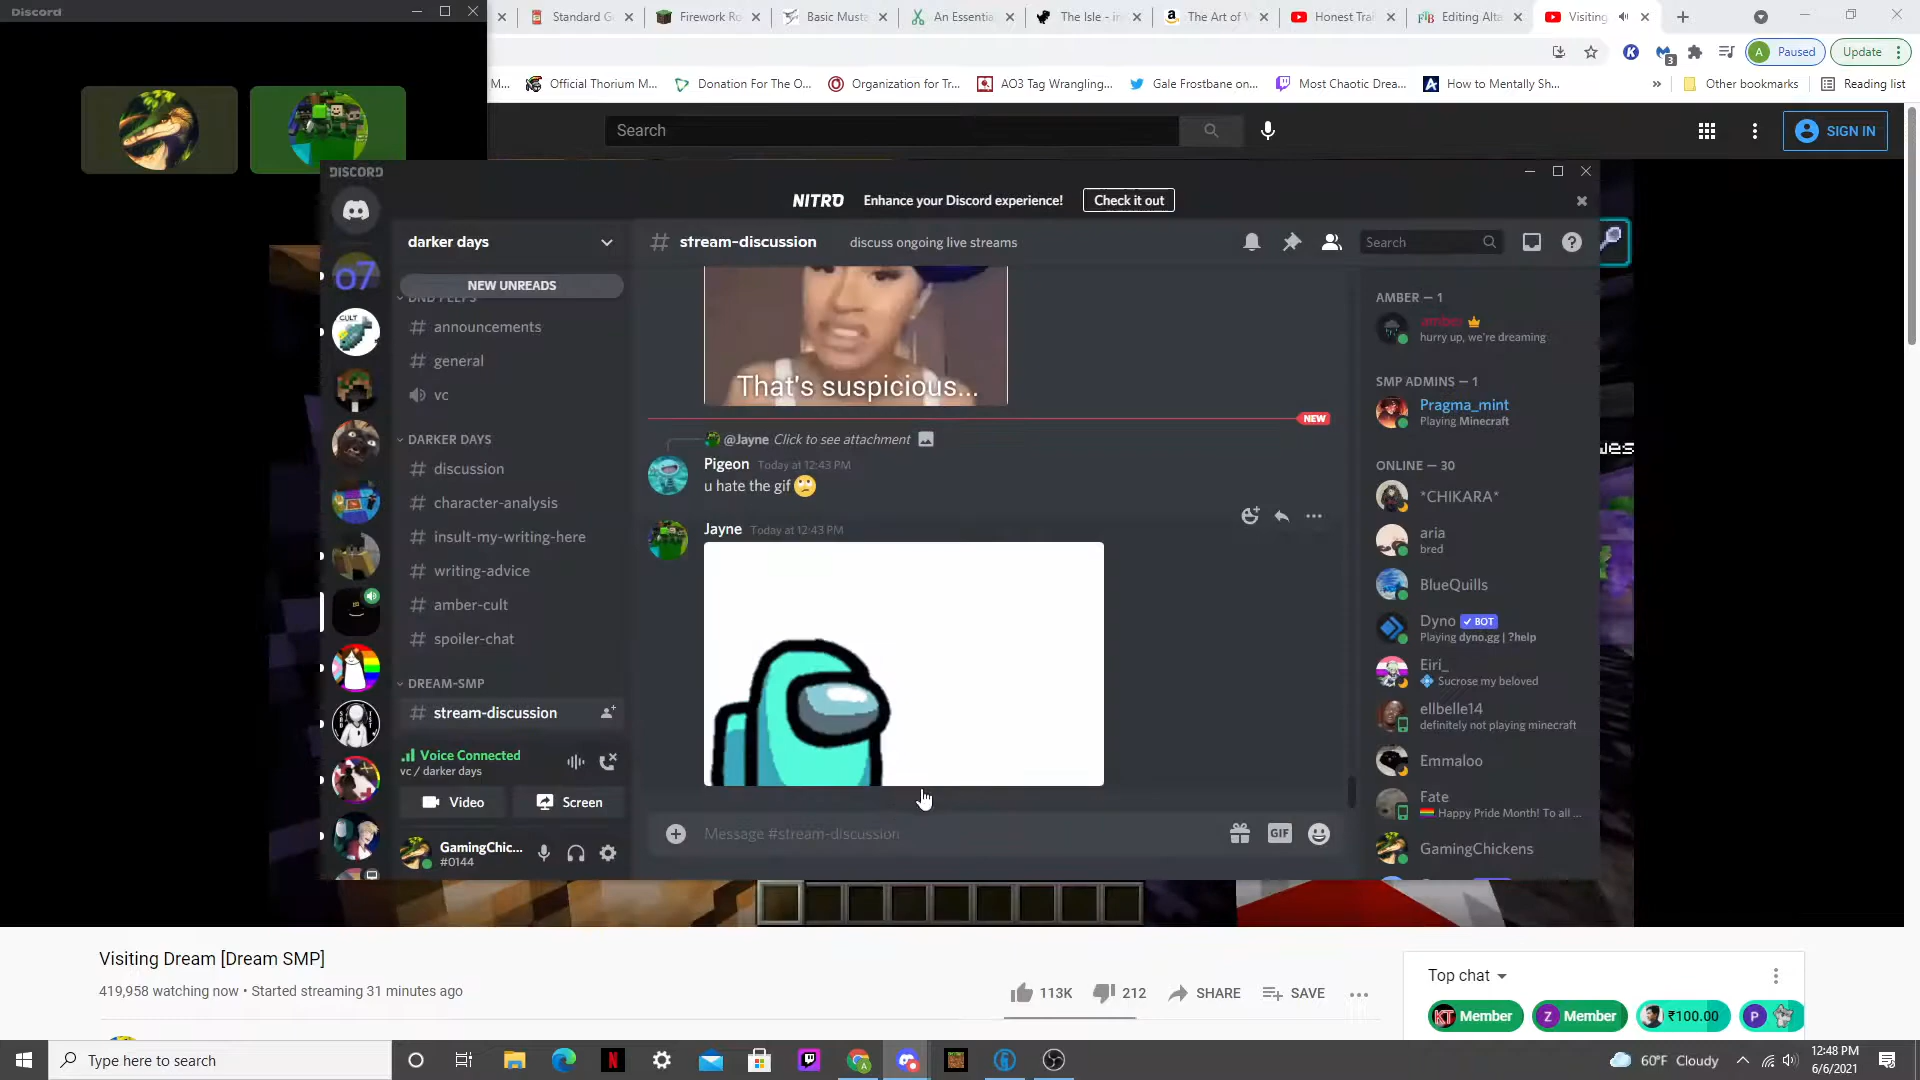 Discord
Standard G
Firework Ro
Basic Musta
An Essentia
The Isle - in
The Art of W
Honest Trai
Editing Alta
Visiting
A Paused
Update
M...
Official Thorium M...
Donation For The O...
Organization for Tr...
AO3 Tag Wrangling...
Gale Frostbane on...
Most Chaotic Drea...
How to Mentally Sh...
»
Other bookmarks
Reading list
Search
SIGN IN
DISCORD
NITRO Enhance your Discord experience! Check it out
darker days
# stream-discussion discuss ongoing live streams
Search
NEW UNREADS
DND PEEPS
# announcements
# general
vc
DARKER DAYS
# discussion
# character-analysis
# insult-my-writing-here
# writing-advice
# amber-cult
# spoiler-chat
DREAM-SMP
# stream-discussion
Voice Connected
vc / darker days
Video
Screen
GamingChic...
#0144
o7
CULT
That's suspicious...
NEW
@Jayne Click to see attachment
Pigeon Today at 12:43 PM
u hate the gif 🙄
Jayne Today at 12:43 PM
Message #stream-discussion
GIF
AMBER — 1
amber
hurry up, we're dreaming
SMP ADMINS — 1
Pragma_mint
Playing Minecraft
ONLINE — 30
*CHIKARA*
aria
bred
BlueQuills
Dyno ✓ BOT
Playing dyno.gg | ?help
Eiri_
Sucrose my beloved
ellbelle14
definitely not playing minecraft
Emmaloo
Fate
Happy Pride Month! To all ...
GamingChickens
wes
Visiting Dream [Dream SMP]
419,958 watching now • Started streaming 31 minutes ago
113K
212
SHARE
SAVE
Top chat
KT Member
Z Member
₹100.00
P
Type here to search
60°F Cloudy
12:48 PM
6/6/2021